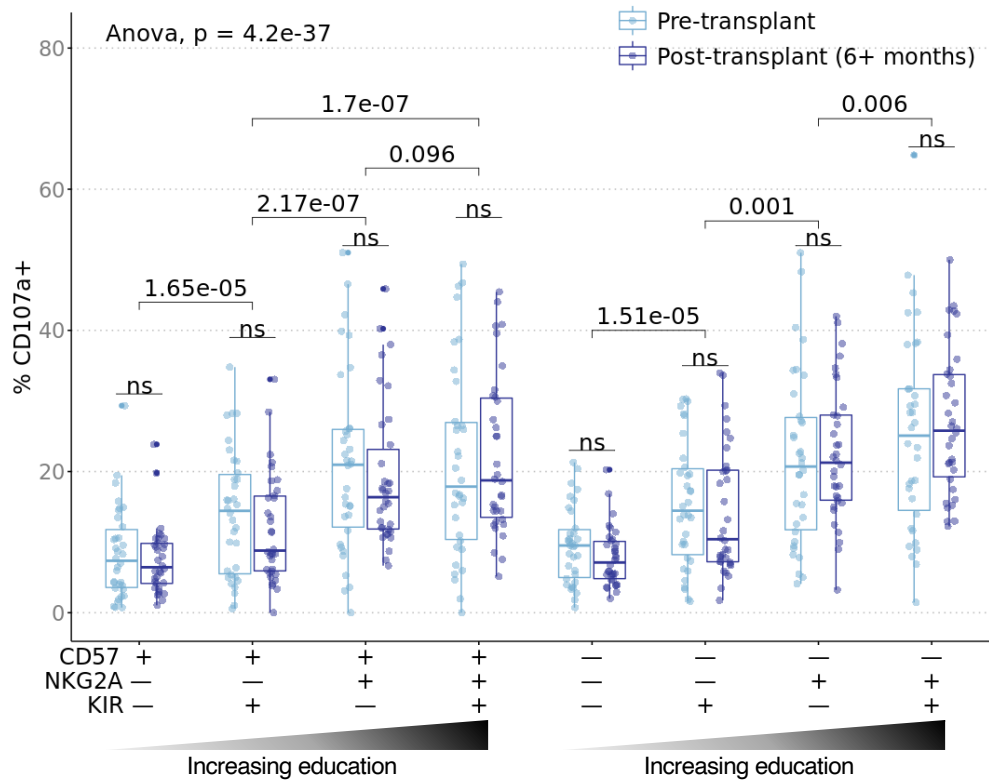 Anova, p = 4.2e-37
Pre-transplant
Post-transplant (6+ months)
% CD107a+
80
60
40
20
0
1.7e-07
0.006
0.096
ns
2.17e-07
ns
0.001
ns
ns
1.65e-05
ns
1.51e-05
ns
ns
ns
CD57 + + + + — — — —
NKG2A — — + + — — + +
KIR — + — + — + — +
Increasing education
Increasing education